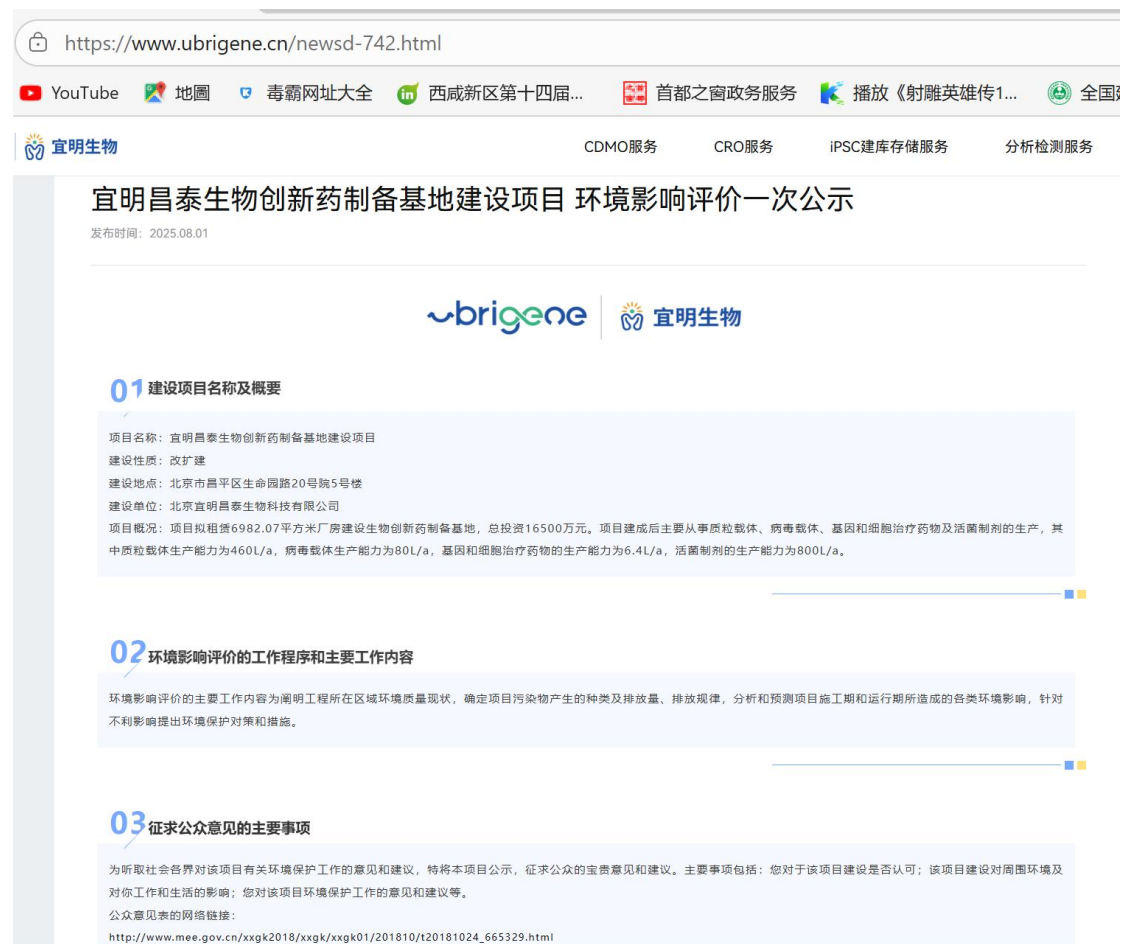 https://www.ubrigene.cn/newsd-742.html
YouTube 地圖 毒霸网址大全 西咸新区第十四届... 首都之窗政务服务 播放《射雕英雄传1... 全国
宜明生物 CDMO服务 CRO服务 iPSC建库存储服务 分析检测服务
宜明昌泰生物创新药制备基地建设项目 环境影响评价一次公示
发布时间：2025.08.01
ubrigene 宜明生物
01 建设项目名称及概要
项目名称：宜明昌泰生物创新药制备基地建设项目
建设性质：改扩建
建设地点：北京市昌平区生命园路20号院5号楼
建设单位：北京宜明昌泰生物科技有限公司
项目概况：项目拟租赁6982.07平方米厂房建设生物创新药制备基地，总投资16500万元。项目建成后主要从事质粒载体、病毒载体、基因和细胞治疗药物及活菌制剂的生产，其
中质粒载体生产能力为460L/a，病毒载体生产能力为80L/a，基因和细胞治疗药物的生产能力为6.4L/a，活菌制剂的生产能力为800L/a。
02 环境影响评价的工作程序和主要工作内容
环境影响评价的主要工作内容为阐明工程所在区域环境质量现状，确定项目污染物产生的种类及排放量、排放规律，分析和预测项目施工期和运行期所造成的各类环境影响，针对
不利影响提出环境保护对策和措施。
03 征求公众意见的主要事项
为听取社会各界对该项目有关环境保护工作的意见和建议，特将本项目公示，征求公众的宝贵意见和建议。主要事项包括：您对于该项目建设是否认可；该项目建设对周围环境及
对你工作和生活的影响；您对该项目环境保护工作的意见和建议等。
公众意见表的网络链接：
http://www.mee.gov.cn/xxgk2018/xxgk/xxgk01/201810/t20181024_665329.html